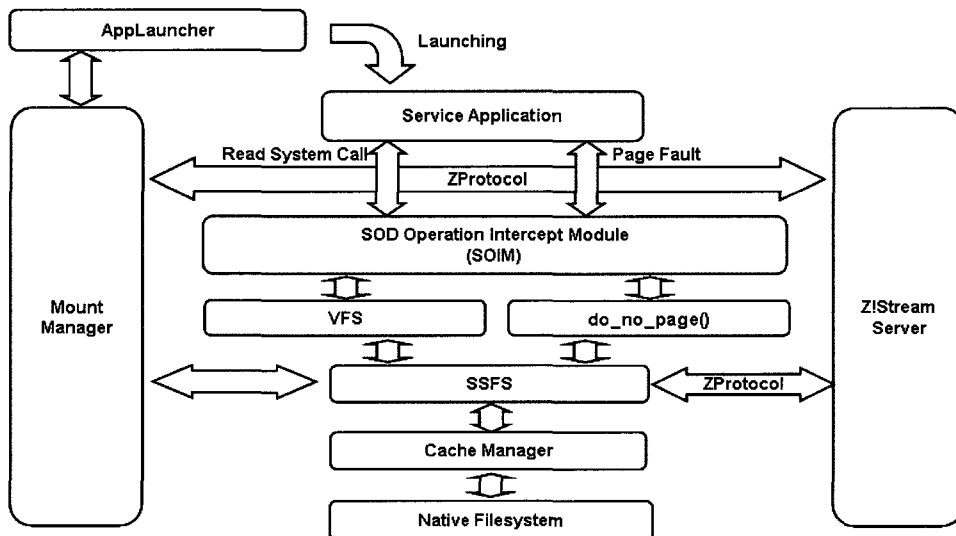 AppLauncher
Launching
Service Application
Read System Call
Page Fault
ZProtocol
SOD Operation Intercept Module
(SOIM)
Mount
Manager
VFS
do_no_page()
Z!Stream
Server
SSFS
ZProtocol
Cache Manager
Native Filesystem